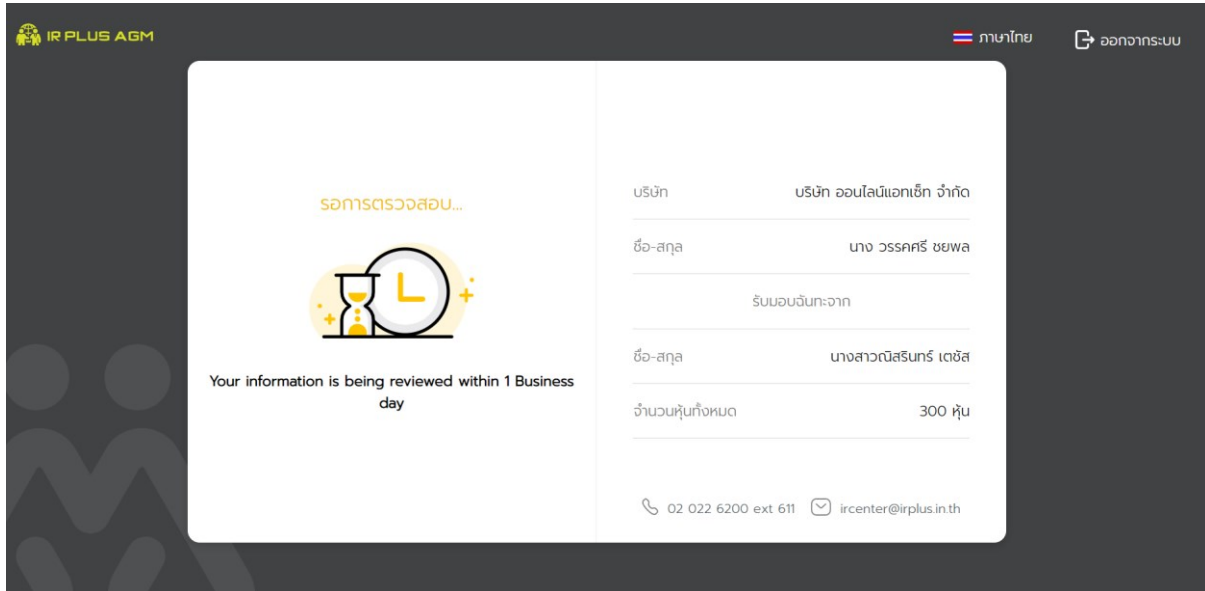 IR PLUS AGM
ภาษาไทย
ออกจากระบบ
รอการตรวจสอบ...
Your information is being reviewed within 1 Business
day
บริษัท บริษัท ออนไลน์แอทเซ็ท จำกัด
ชื่อ-สกุล นาง วรรคศรี ชยพล
รับมอบฉันทะจาก
ชื่อ-สกุล นางสาวณิสรินทร์ เตชัส
จำนวนหุ้นทั้งหมด 300 หุ้น
02 022 6200 ext 611 ircenter@irplus.in.th